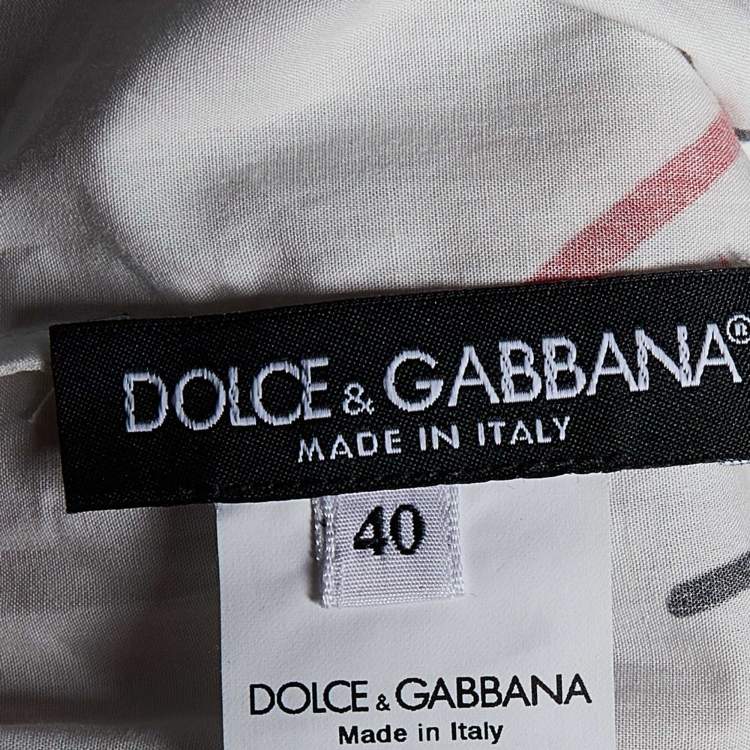 DOLCE & GABBANA®
MADE IN ITALY
40
DOLCE & GABBANA
Made in Italy